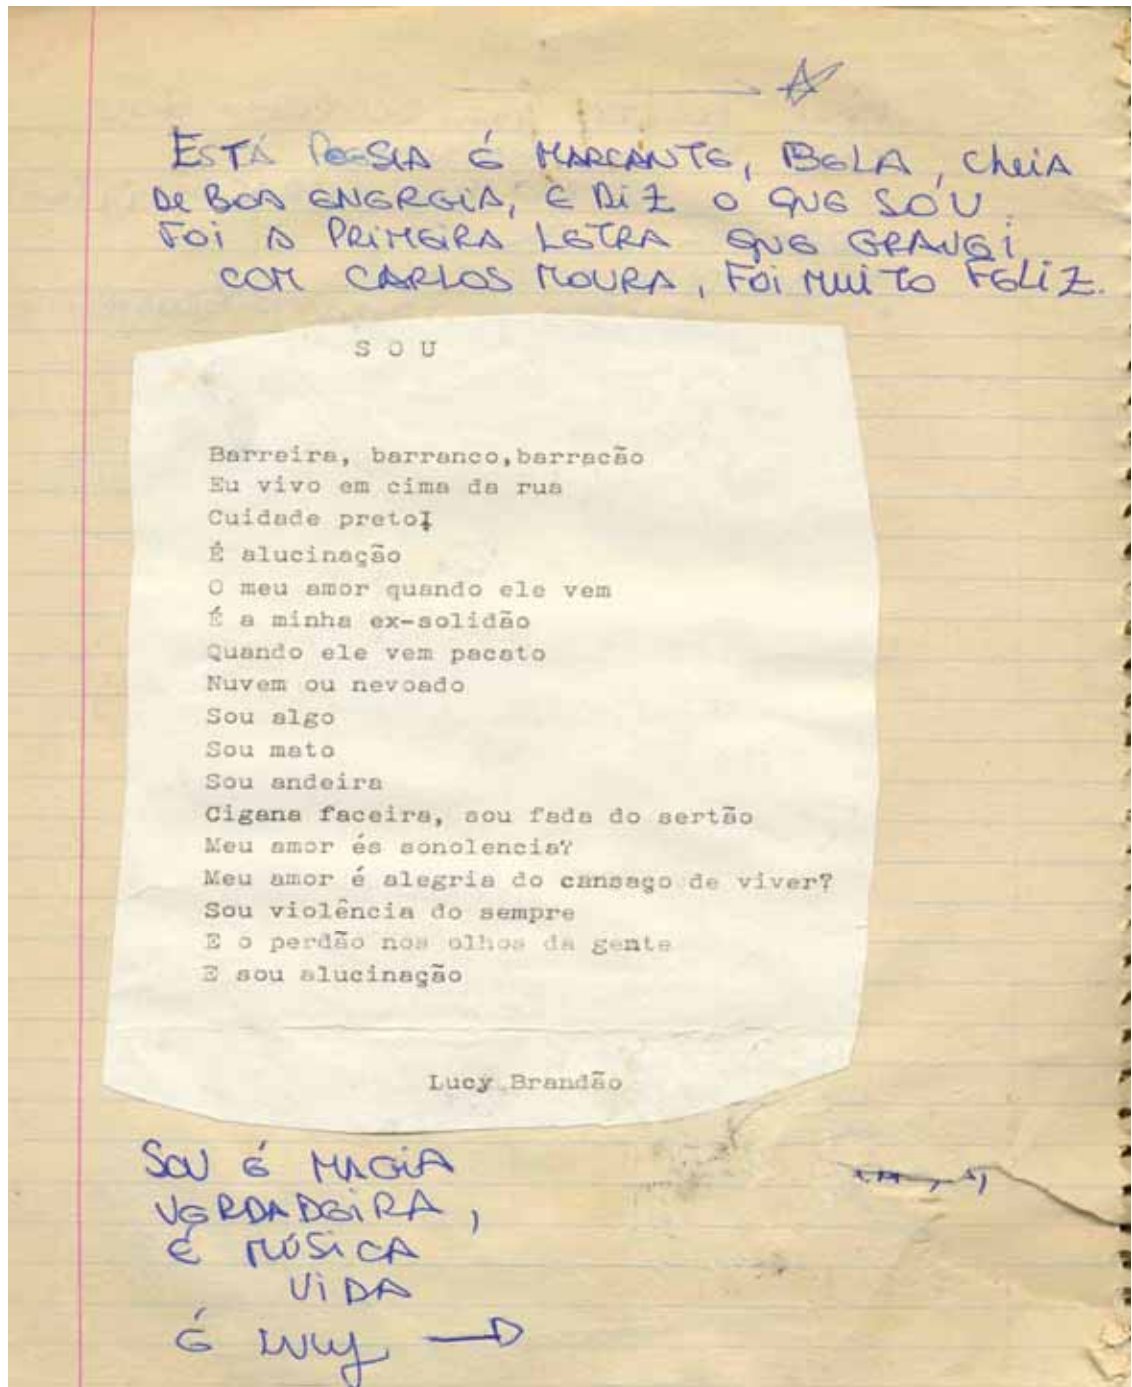 ESTÁ POESIA É MARCANTE, BELA, CHEIA
DE BOA ENERGIA, E DIZ O QUE SOU.
FOI A PRIMEIRA LETRA QUE GRAVEI
COM CARLOS MOURA, FOI MUITO FELIZ.
S O U
Barreira, barranco,barracão
Eu vivo em cima da rua
Cuidade preto!
É alucinação
O meu amor quando ele vem
É a minha ex-solidão
Quando ele vem pacato
Nuvem ou nevoado
Sou algo
Sou mato
Sou andeira
Cigana faceira, sou fada do sertão
Meu amor és sonolencia?
Meu amor é alegria do cansaço de viver?
Sou violência do sempre
E o perdão nos olhos da gente
E sou alucinação
Lucy Brandão
SOU É MAGIA
VERDADEIRA,
É MÚSICA
VIDA
É Lucy